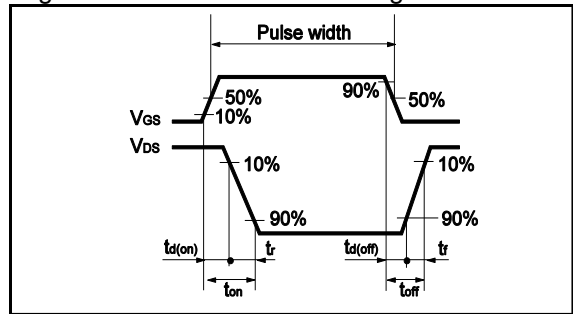 Pulse width
90%
50%
50%
10%
VGS
VDS
10%
10%
90%
90%
td(on)
tr
td(off)
tf
ton
toff